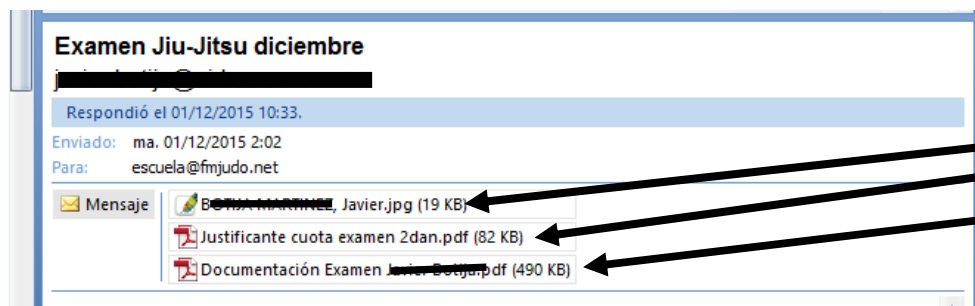 Examen Jiu-Jitsu diciembre
Respondió el 01/12/2015 10:33.
Enviado: ma. 01/12/2015 2:02
Para: escuela@fmjudo.net
Mensaje
, Javier.jpg (19 KB)
Justificante cuota examen 2dan.pdf (82 KB)
Documentación Examen .pdf (490 KB)